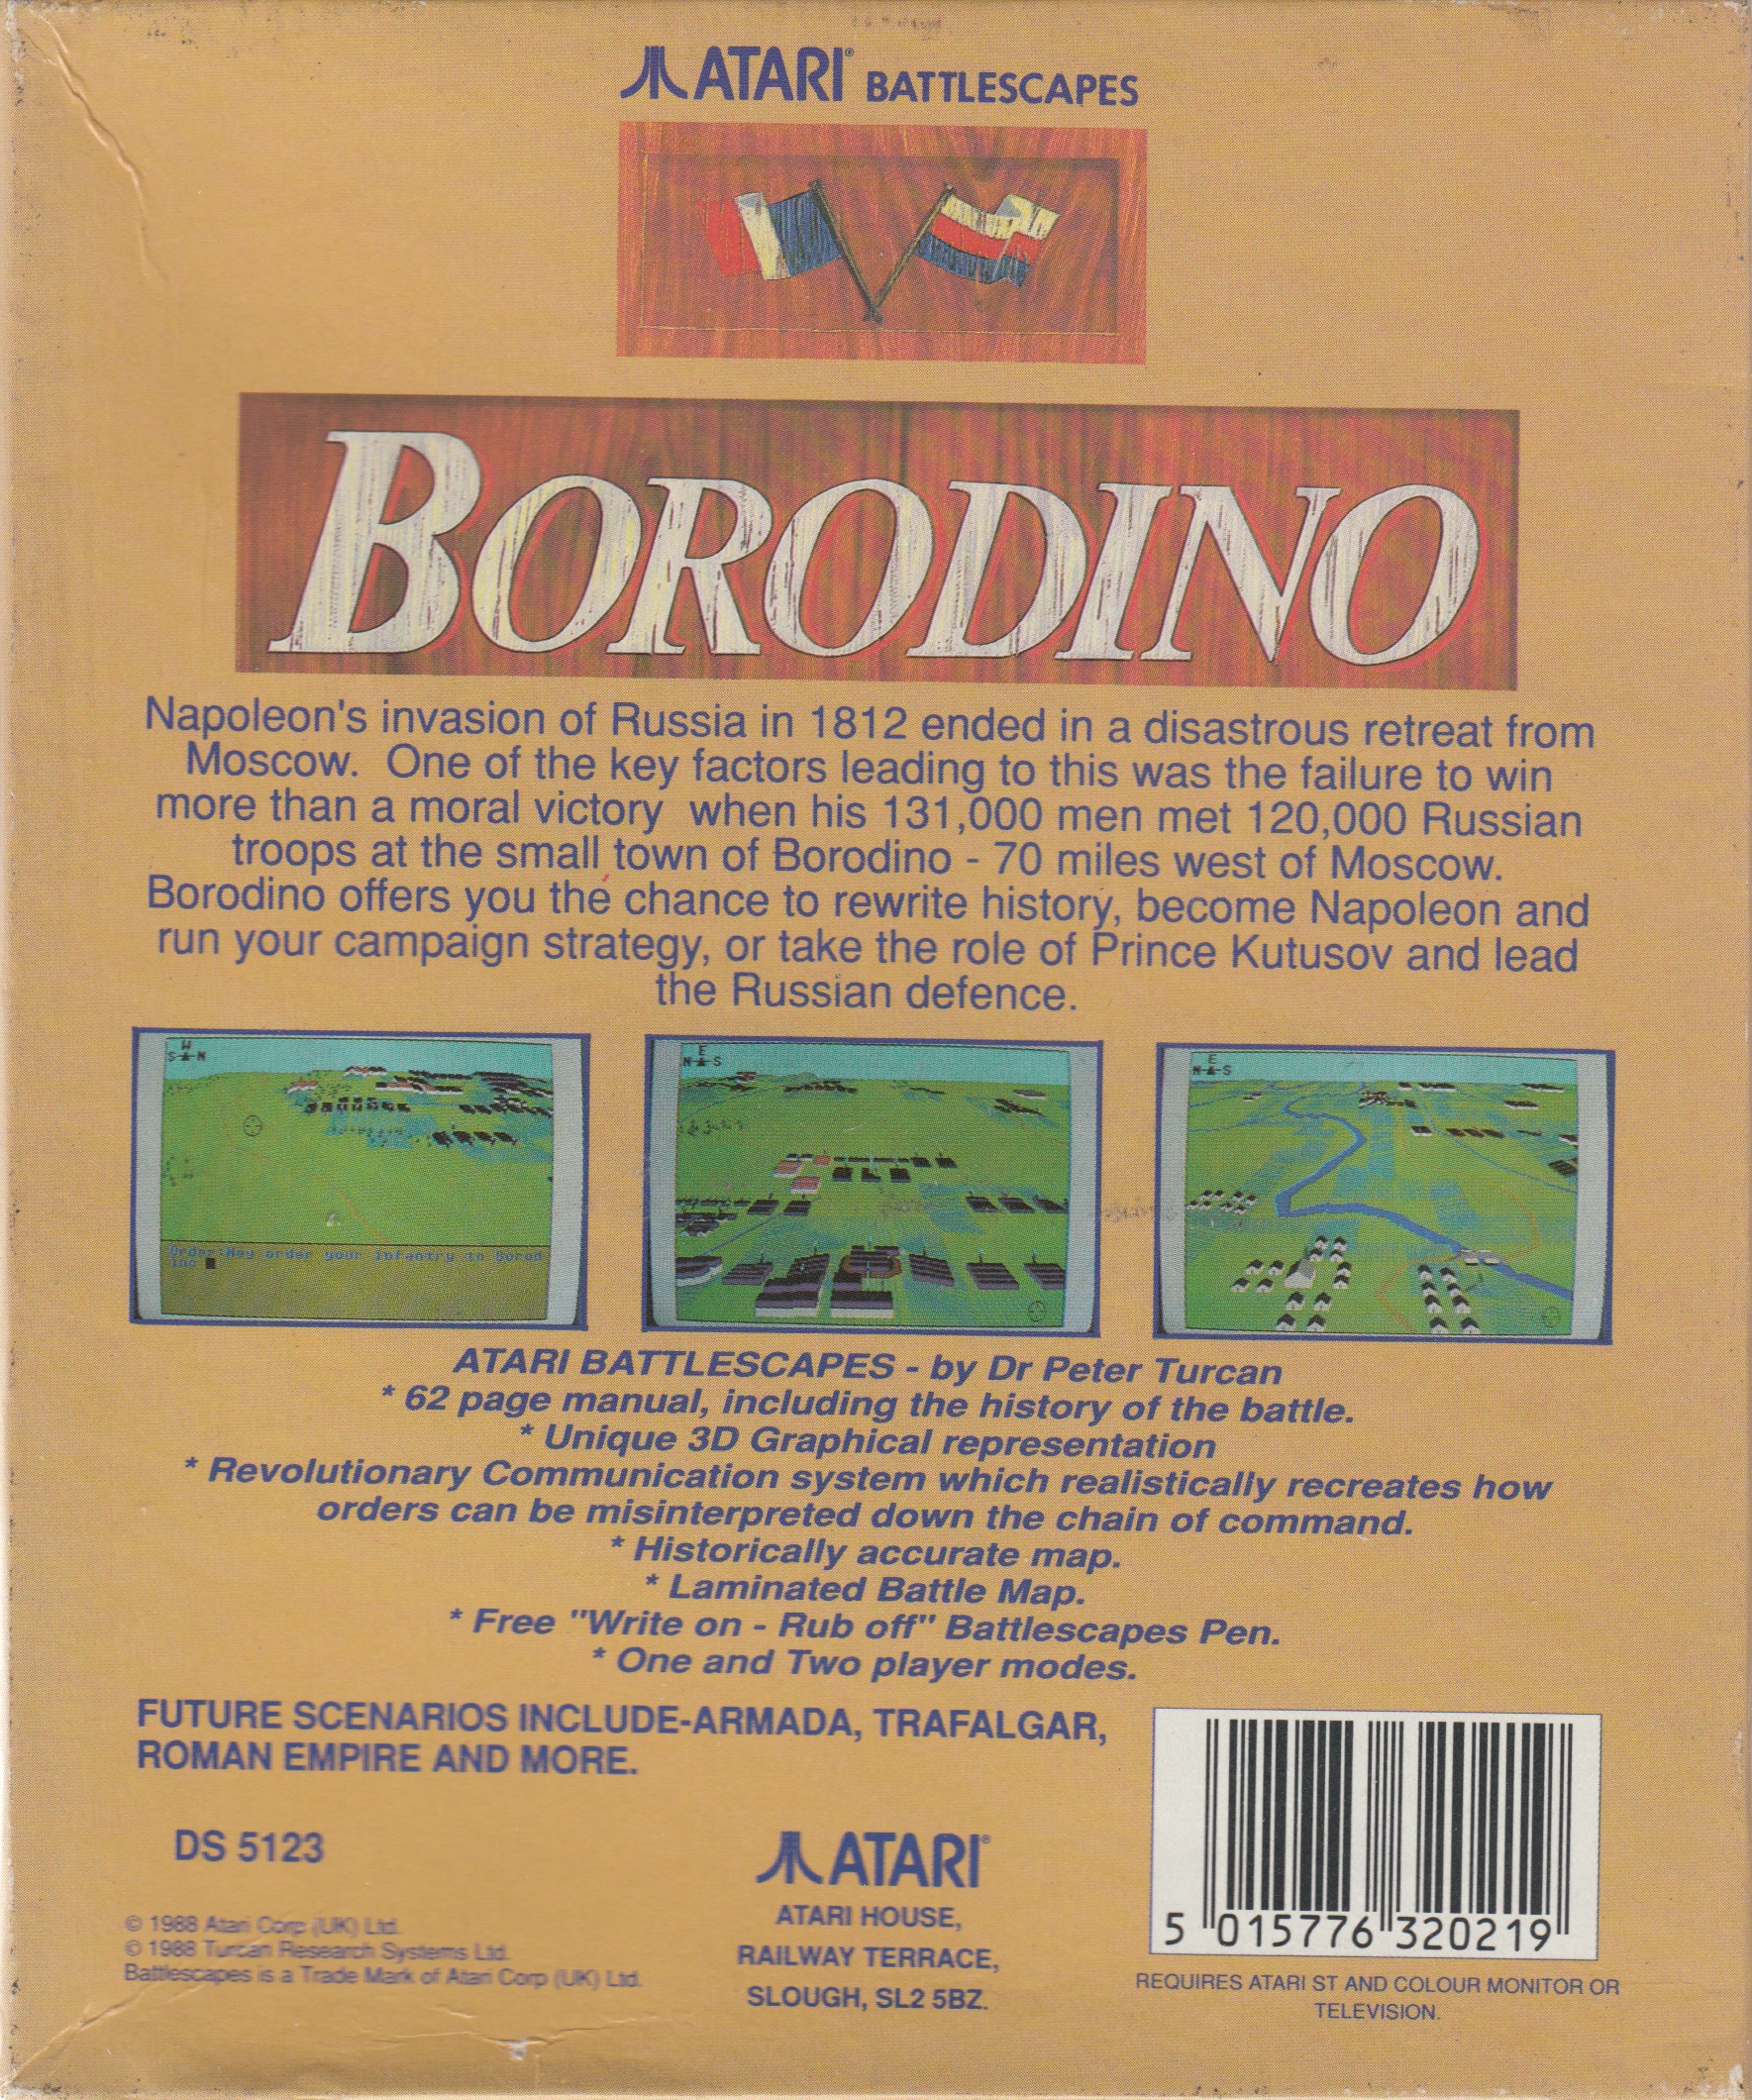 ATARI® BATTLESCAPES
BORODINO
Napoleon's invasion of Russia in 1812 ended in a disastrous retreat from
Moscow. One of the key factors leading to this was the failure to win
more than a moral victory when his 131,000 men met 120,000 Russian
troops at the small town of Borodino - 70 miles west of Moscow.
Borodino offers you the chance to rewrite history, become Napoleon and
run your campaign strategy, or take the role of Prince Kutusov and lead
the Russian defence.
W
S N
Order:Ney order your infantry to Borod
ino
E
N S
E
N S
ATARI BATTLESCAPES - by Dr Peter Turcan
* 62 page manual, including the history of the battle.
* Unique 3D Graphical representation
* Revolutionary Communication system which realistically recreates how
orders can be misinterpreted down the chain of command.
* Historically accurate map.
* Laminated Battle Map.
* Free "Write on - Rub off" Battlescapes Pen.
* One and Two player modes.
FUTURE SCENARIOS INCLUDE-ARMADA, TRAFALGAR,
ROMAN EMPIRE AND MORE.
DS 5123
© 1988 Atari Corp (UK) Ltd.
© 1988 Turcan Research Systems Ltd.
Battlescapes is a Trade Mark of Atari Corp (UK) Ltd.
ATARI®
ATARI HOUSE,
RAILWAY TERRACE,
SLOUGH, SL2 5BZ.
5 015776 320219
REQUIRES ATARI ST AND COLOUR MONITOR OR
TELEVISION.